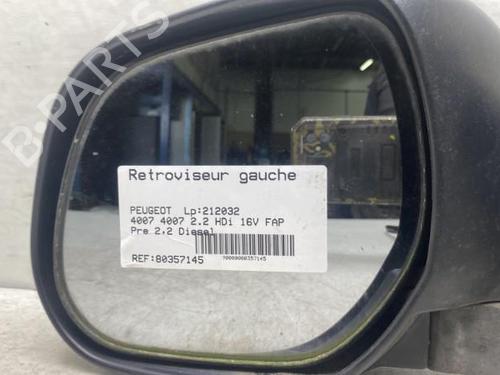 B-PARTS
Retroviseur gauche
PEUGEOT Lp:212032
4007 4007 2.2 HDi 16V FAP
Pre 2.2 Diesel
REF:80357145